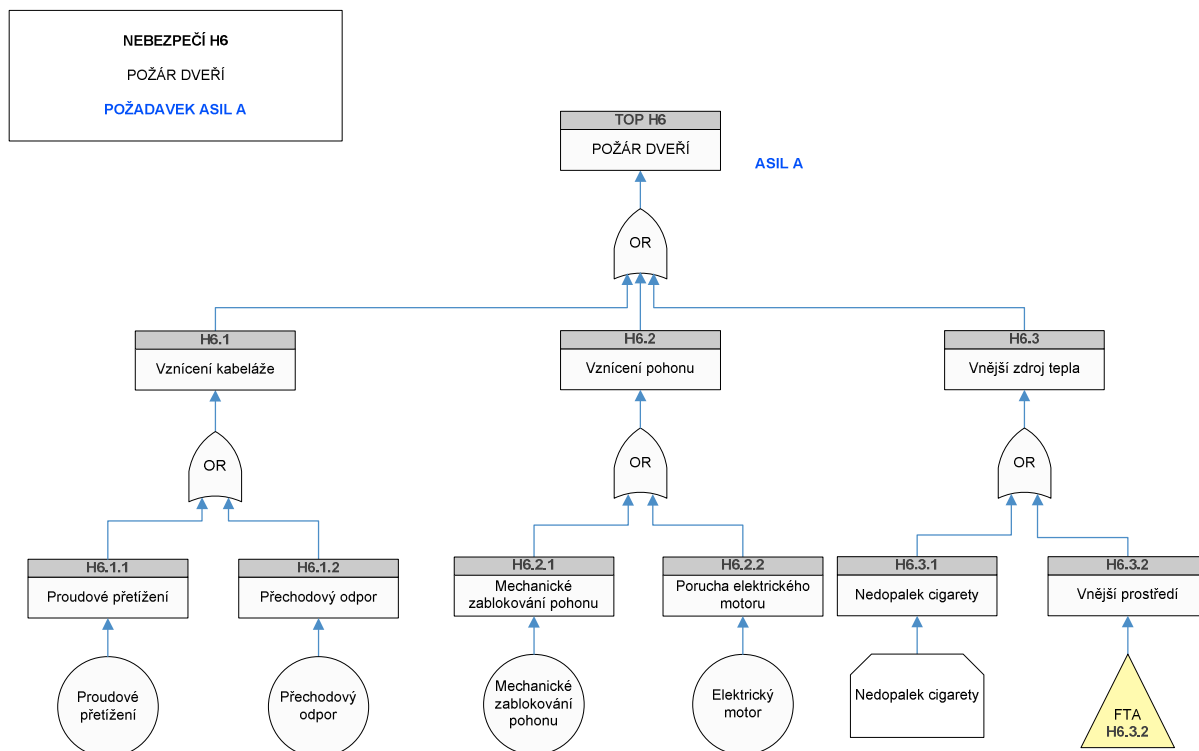 NEBEZPEČÍ H6
POŽÁR DVEŘÍ
POŽADAVEK ASIL A
TOP H6
POŽÁR DVEŘÍ
ASIL A
OR
H6.1
Vznícení kabeláže
H6.2
Vznícení pohonu
H6.3
Vnější zdroj tepla
OR
OR
OR
H6.1.1
Proudové přetížení
H6.1.2
Přechodový odpor
H6.2.1
Mechanické
zablokování pohonu
H6.2.2
Porucha elektrického
motoru
H6.3.1
Nedopalek cigarety
H6.3.2
Vnější prostředí
Proudové
přetížení
Přechodový
odpor
Mechanické
zablokování
pohonu
Elektrický
motor
Nedopalek cigarety
FTA
H6.3.2